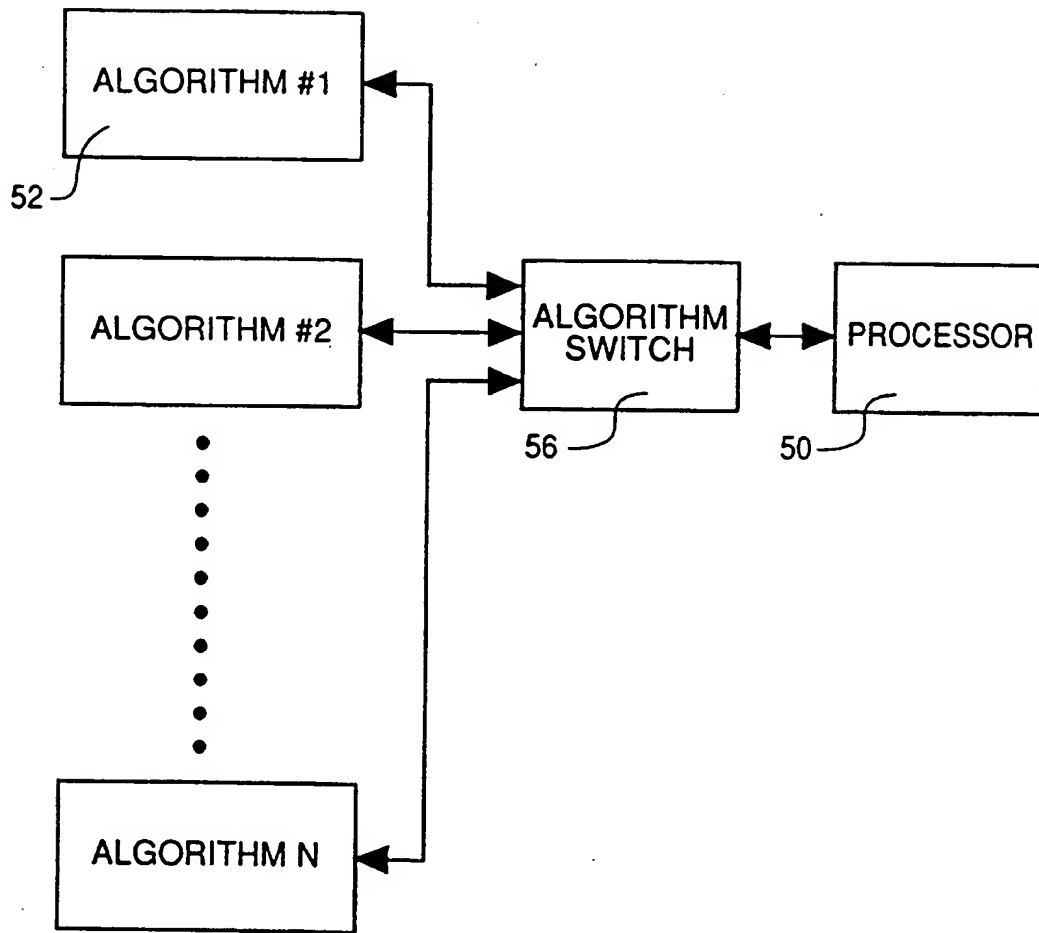 ALGORITHM #1
52
ALGORITHM #2
ALGORITHM
SWITCH
PROCESSOR
56
50
ALGORITHM N